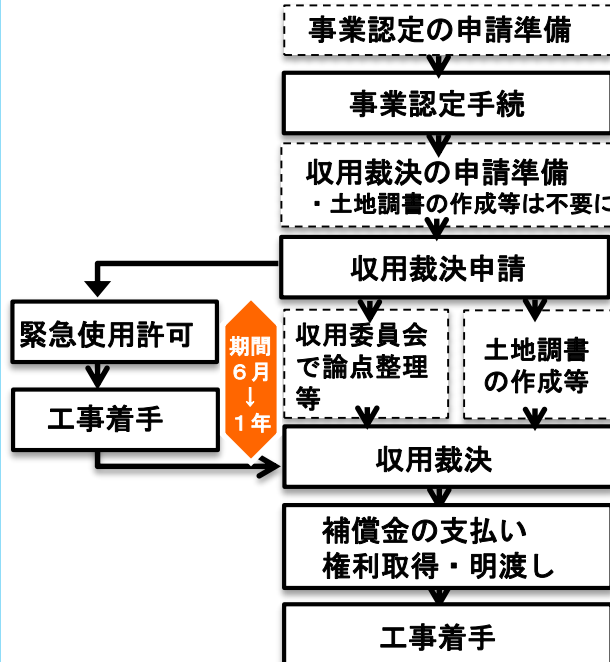 事業認定の申請準備
事業認定手続
収用裁決の申請準備
・土地調書の作成等は不要に
収用裁決申請
緊急使用許可
工事着手
期間
６月
↓
１年
収用委員会
で論点整理
等
土地調書
の作成等
収用裁決
補償金の支払い
権利取得・明渡し
工事着手